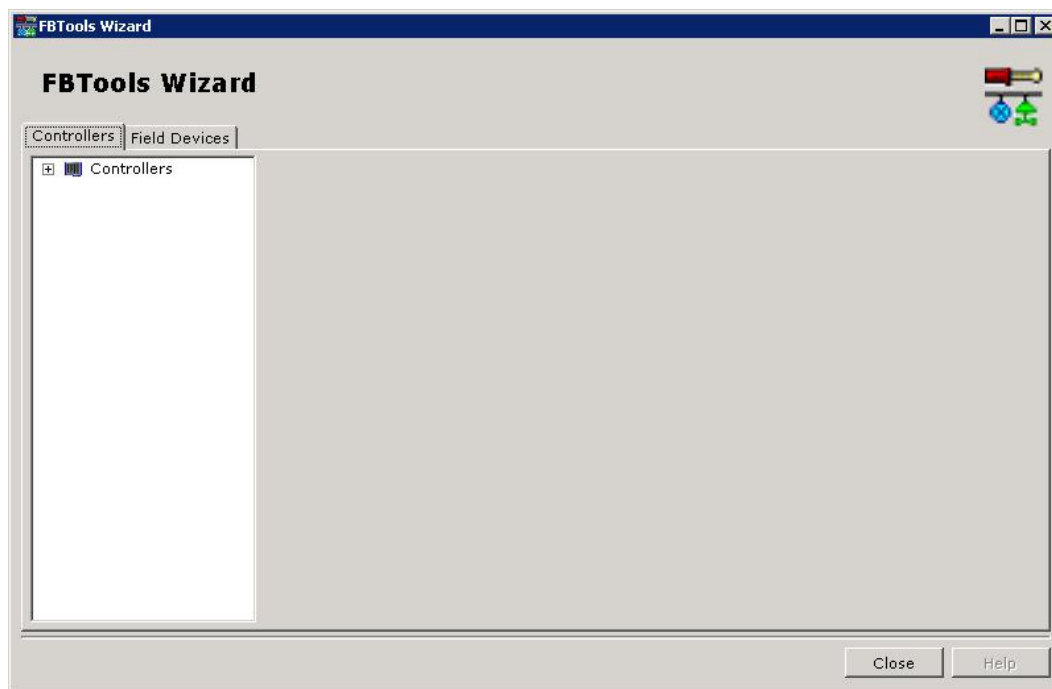 FBTools Wizard
FBTools Wizard
Controllers Field Devices
Controllers
Close Help